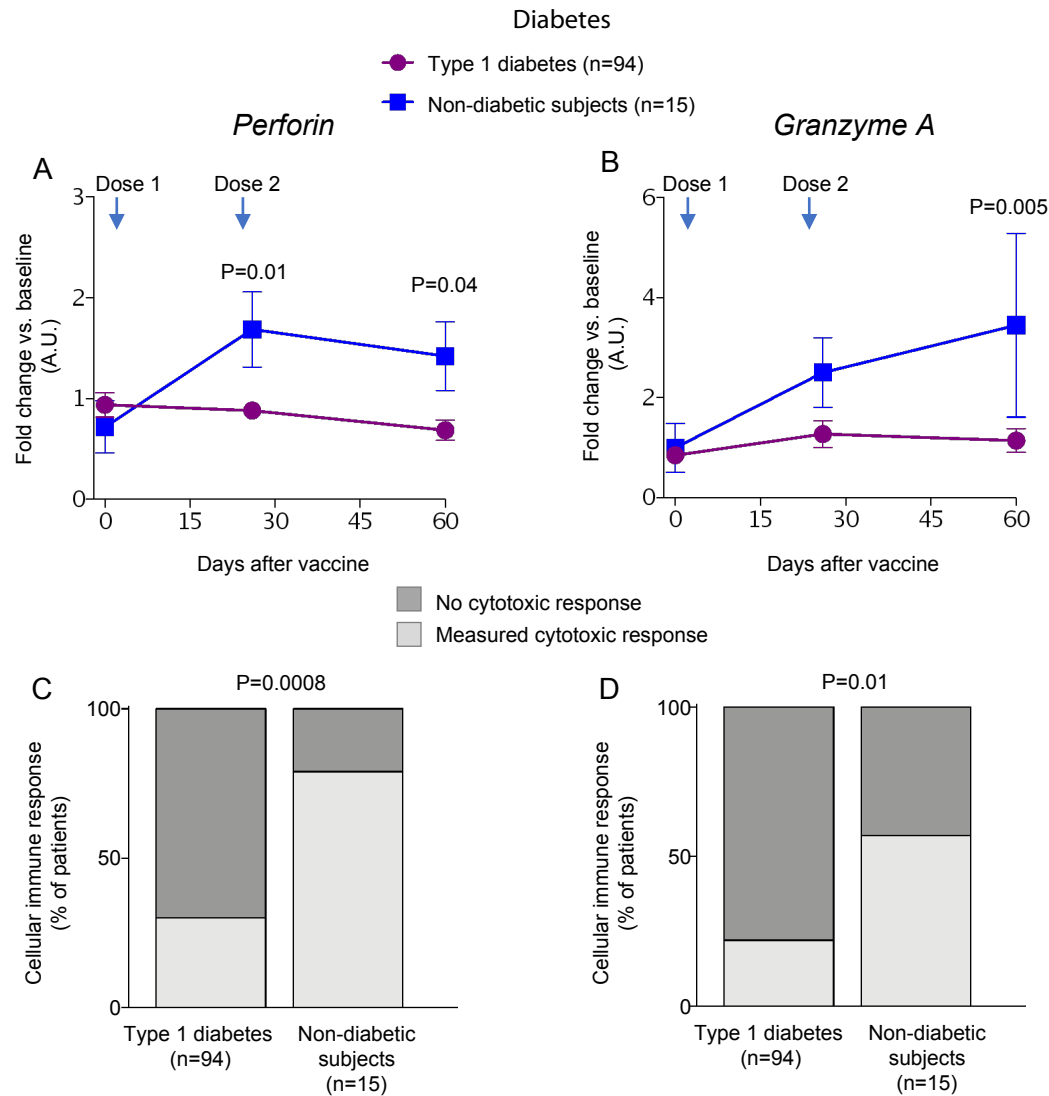 Diabetes
Type 1 diabetes (n=94)
Non-diabetic subjects (n=15)
Perforin
Granzyme A
A
Dose 1
Dose 2
P=0.01
P=0.04
Fold change vs. baseline
(A.U.)
3
2
1
0
0
15
30
45
60
Days after vaccine
B
Dose 1
Dose 2
P=0.005
Fold change vs. baseline
(A.U.)
6
4
2
0
0
15
30
45
60
Days after vaccine
No cytotoxic response
Measured cytotoxic response
C
P=0.0008
Cellular immune response
(% of patients)
100
50
0
Type 1 diabetes
(n=94)
Non-diabetic
subjects
(n=15)
D
P=0.01
Cellular immune response
(% of patients)
100
50
0
Type 1 diabetes
(n=94)
Non-diabetic
subjects
(n=15)